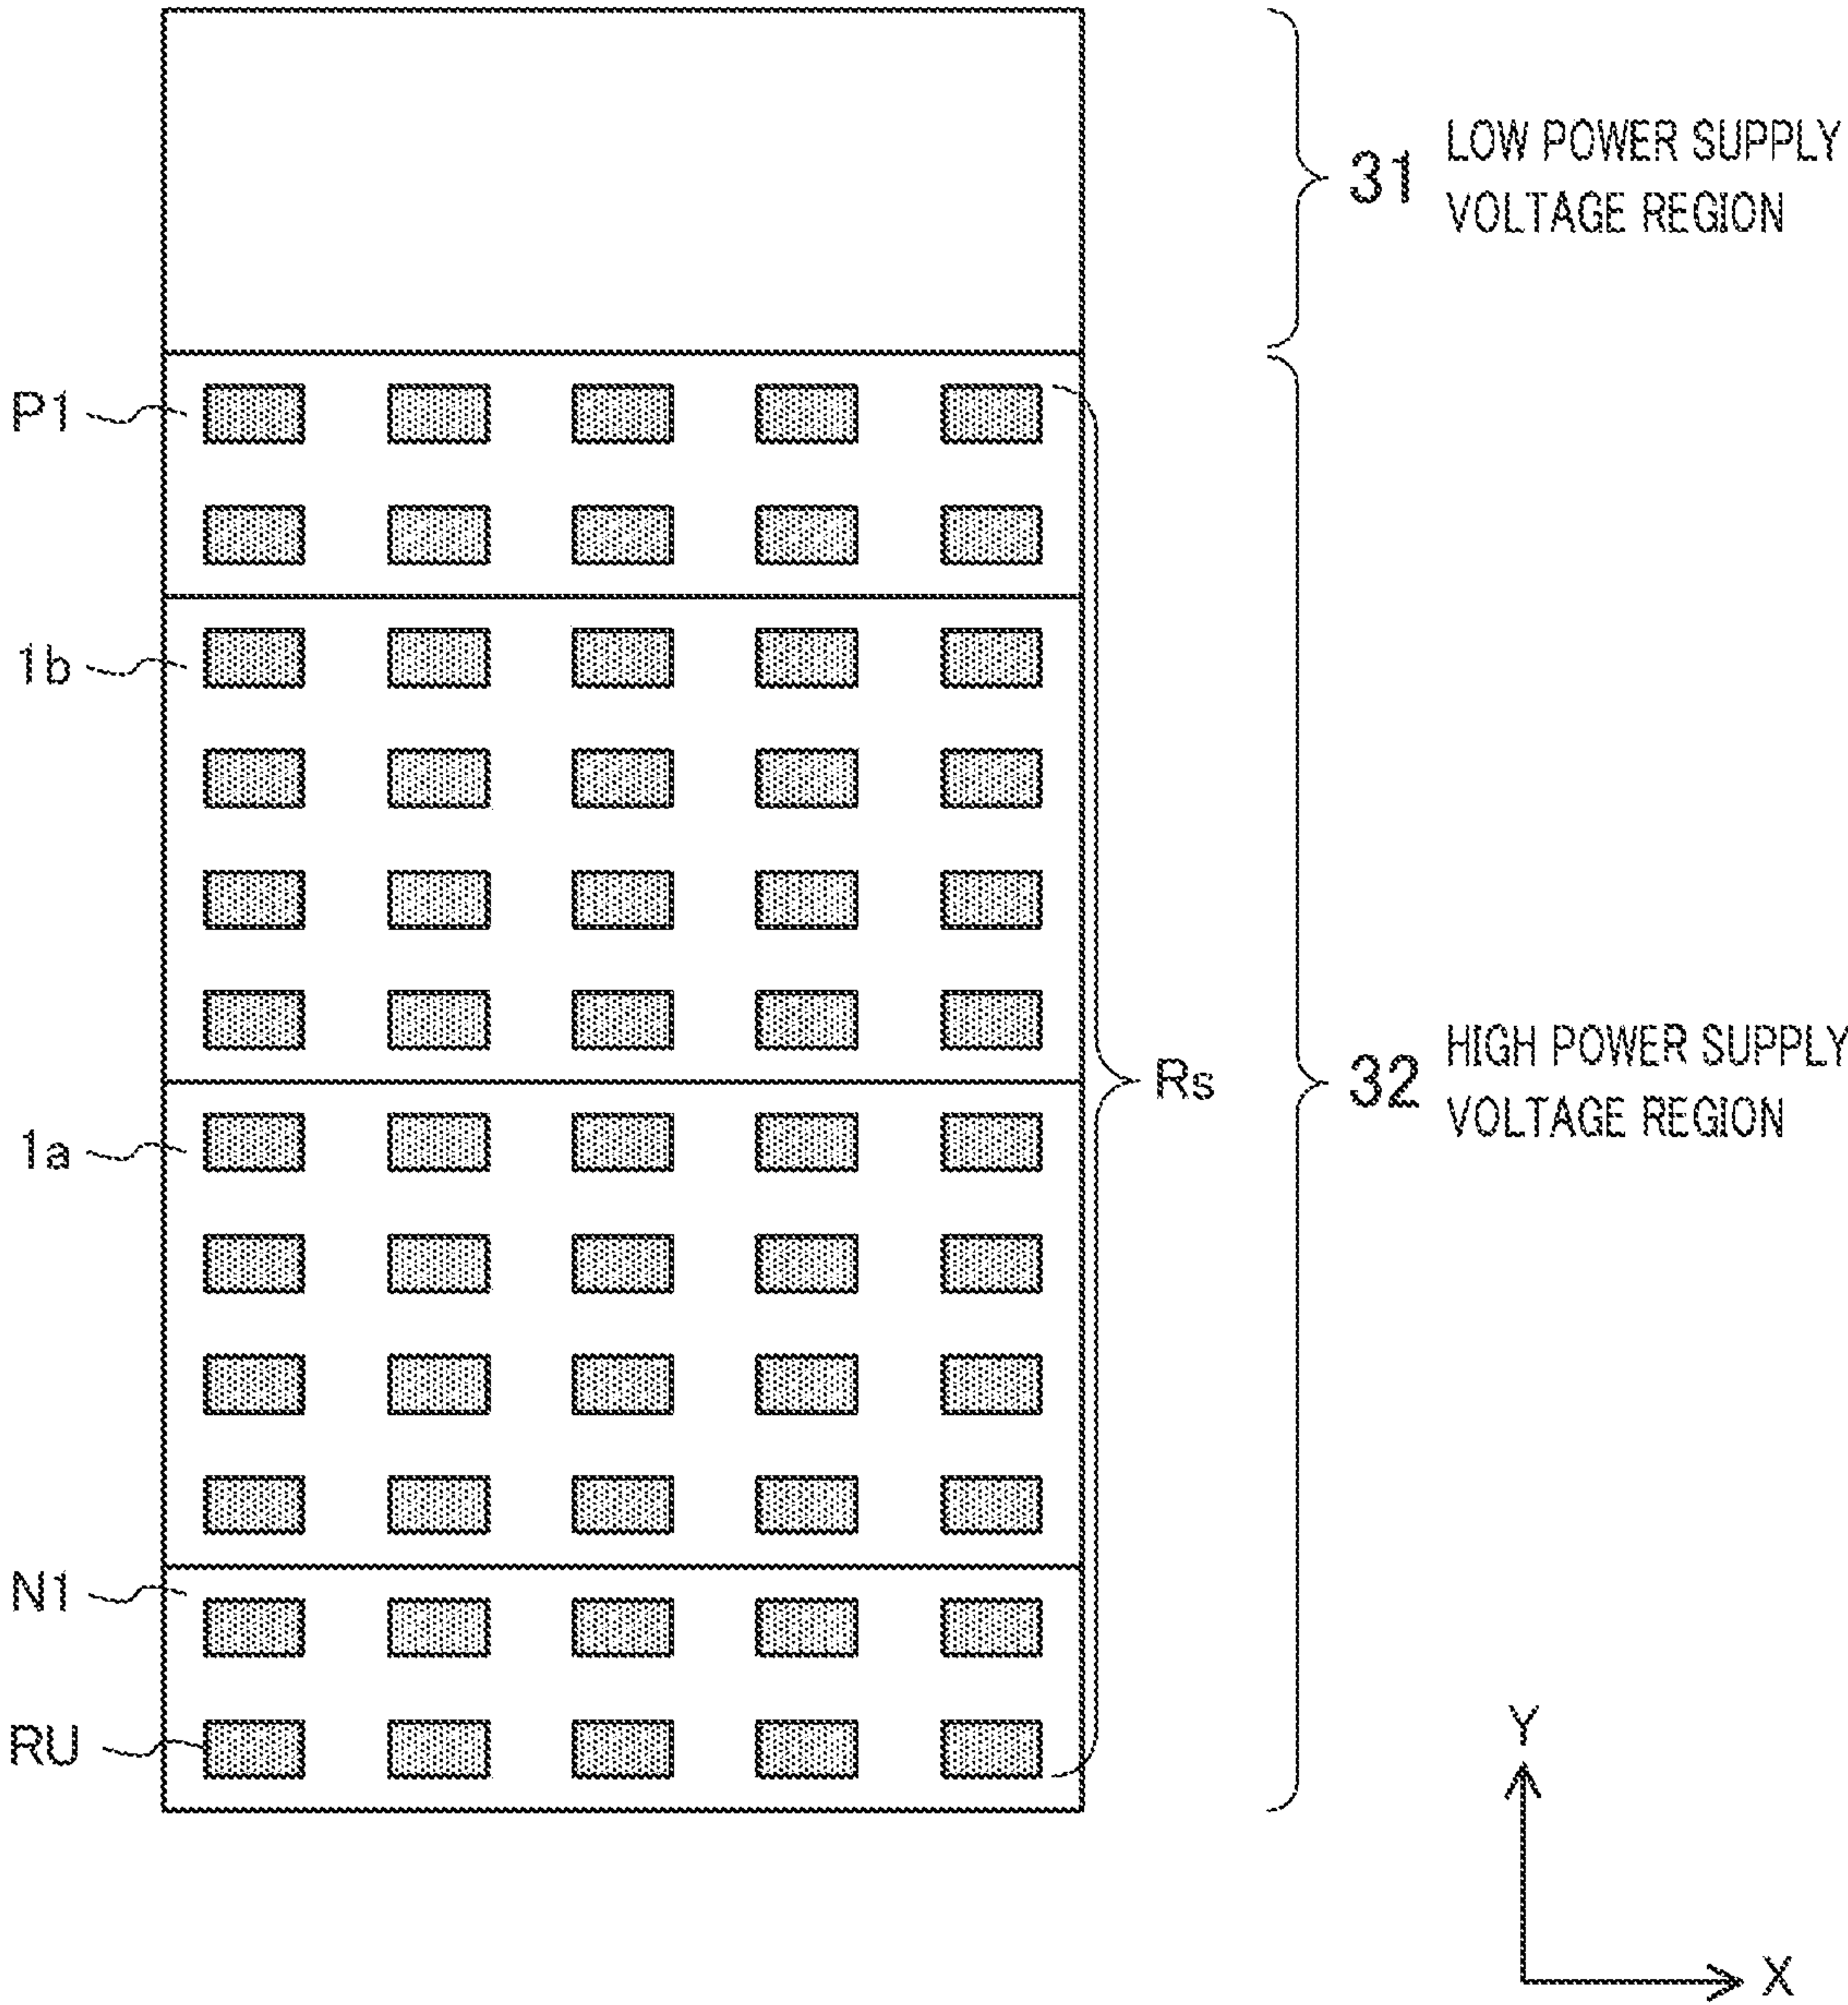 31 LOW POWER SUPPLY
VOLTAGE REGION
P1
1b
Rs
32 HIGH POWER SUPPLY
VOLTAGE REGION
1a
N1
RU
Y
X